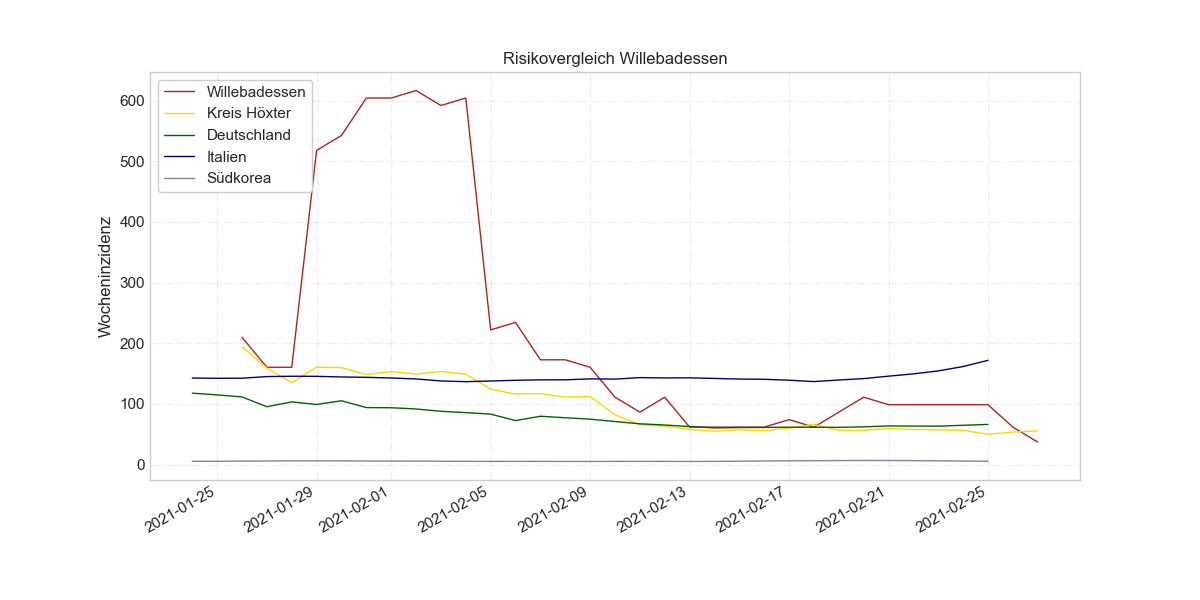 Risikovergleich Willebadessen
Willebadessen
Kreis Höxter
Deutschland
Italien
Südkorea
Wocheninzidenz
600
500
400
300
200
100
0
2021-01-25
2021-01-29
2021-02-01
2021-02-05
2021-02-09
2021-02-13
2021-02-17
2021-02-21
2021-02-25